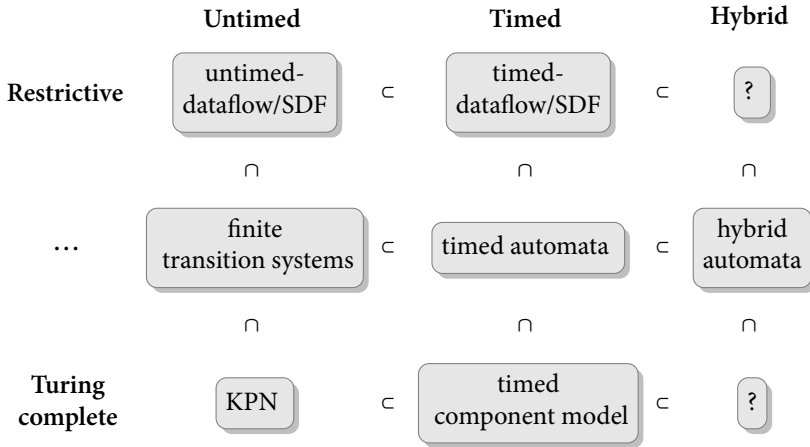 Untimed Timed Hybrid
untimed- timed-
Restrictive dataflow/SDF ⊂ dataflow/SDF ⊂ ?
∩ ∩ ∩
finite hybrid
... transition systems ⊂ timed automata ⊂ automata
∩ ∩ ∩
Turing timed
complete KPN ⊂ component model ⊂ ?